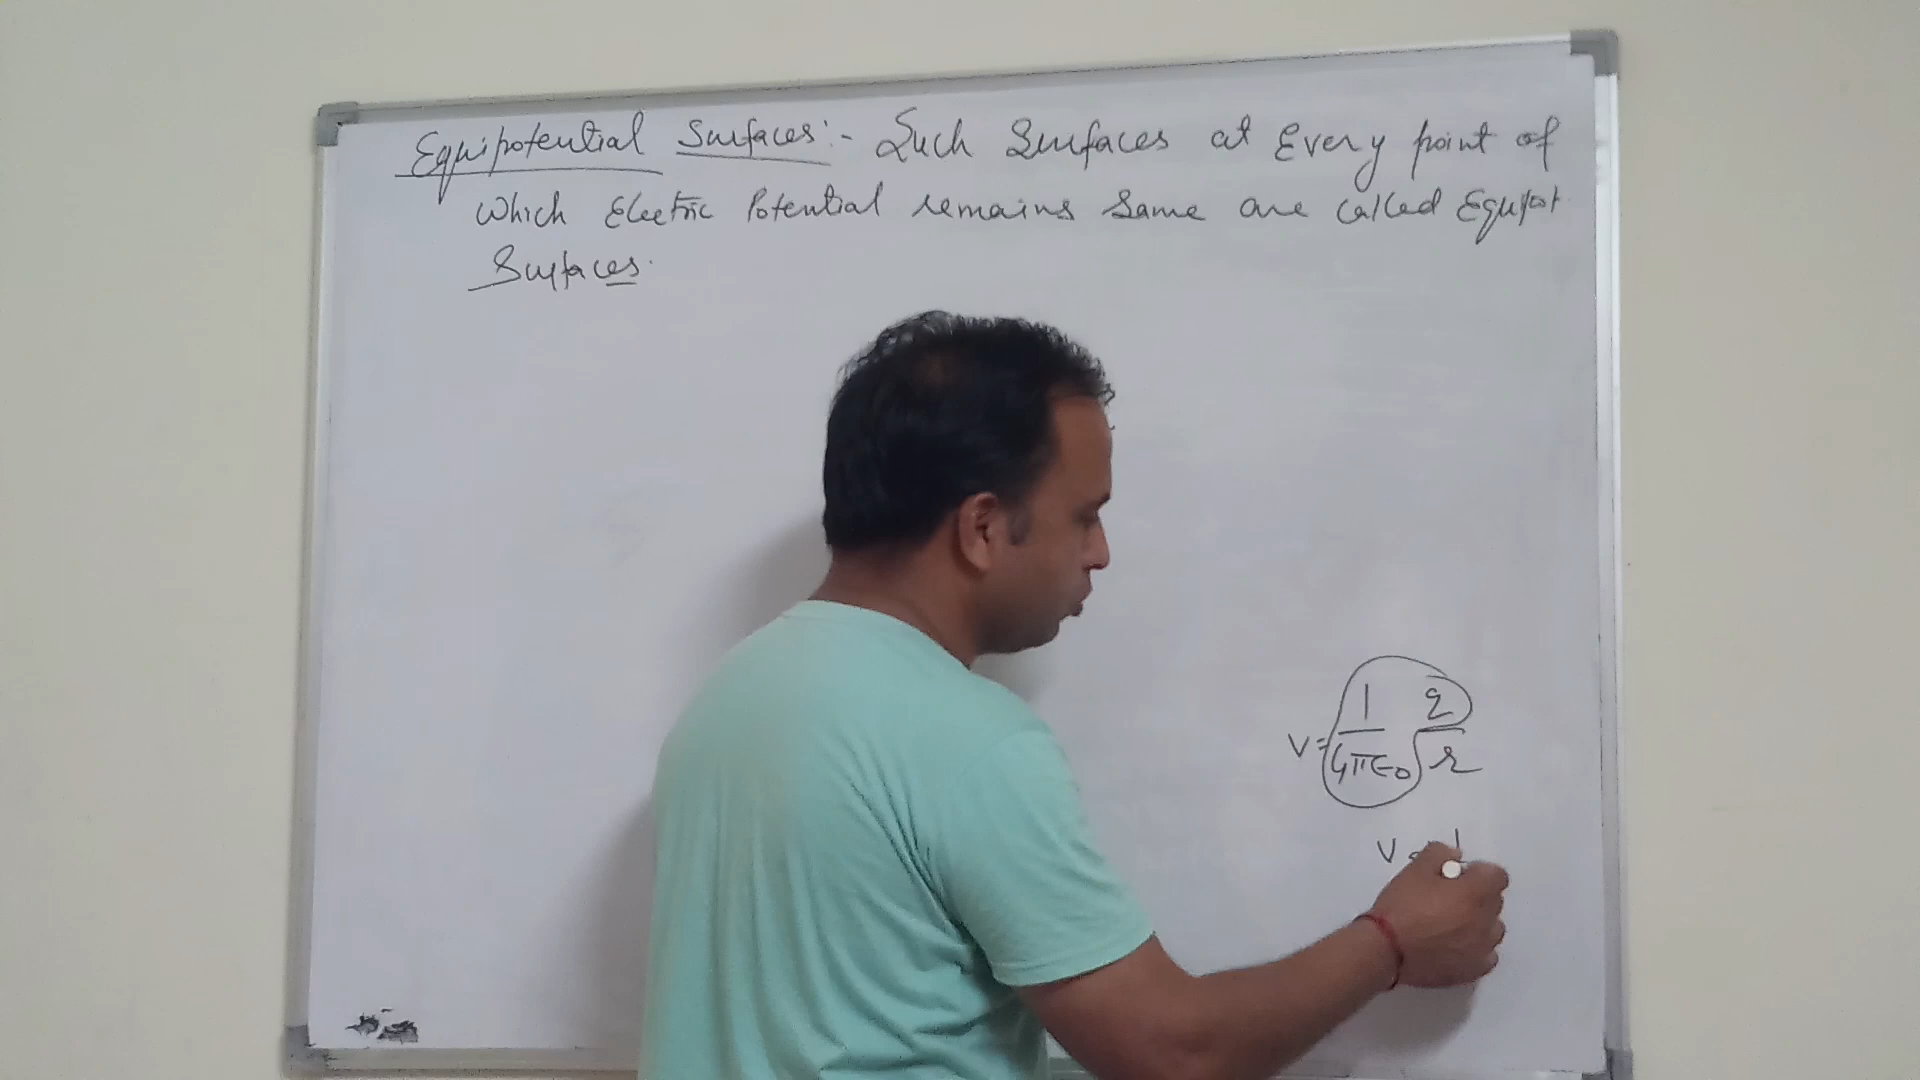 Equipotential Surfaces:- Such Surfaces at Every point of
which Electric Potential remains Same are called Equipot
Surfaces.
V = 1/4πε0 q/r
V ∝ 1